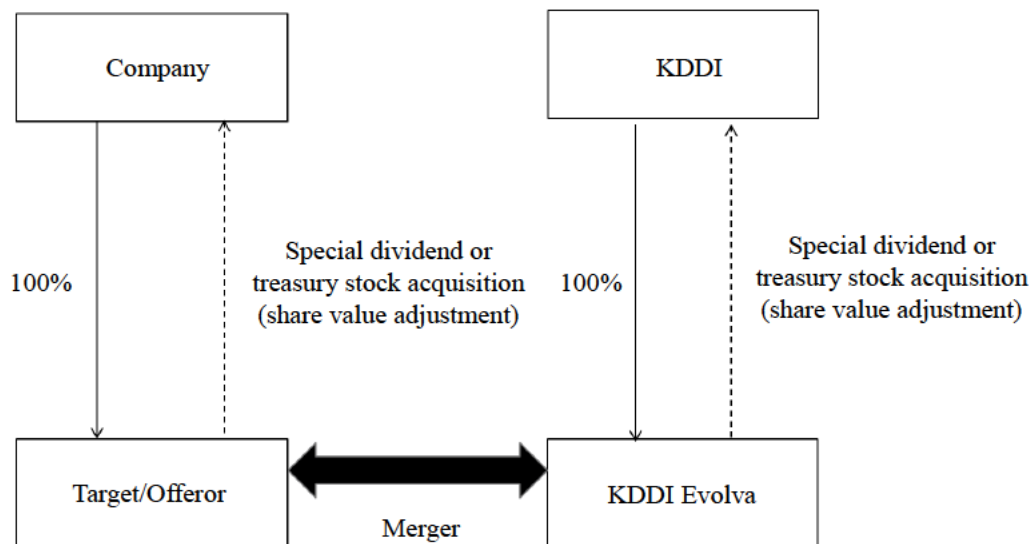 Company
KDDI
100%
Special dividend or
treasury stock acquisition
(share value adjustment)
100%
Special dividend or
treasury stock acquisition
(share value adjustment)
Target/Offeror
Merger
KDDI Evolva